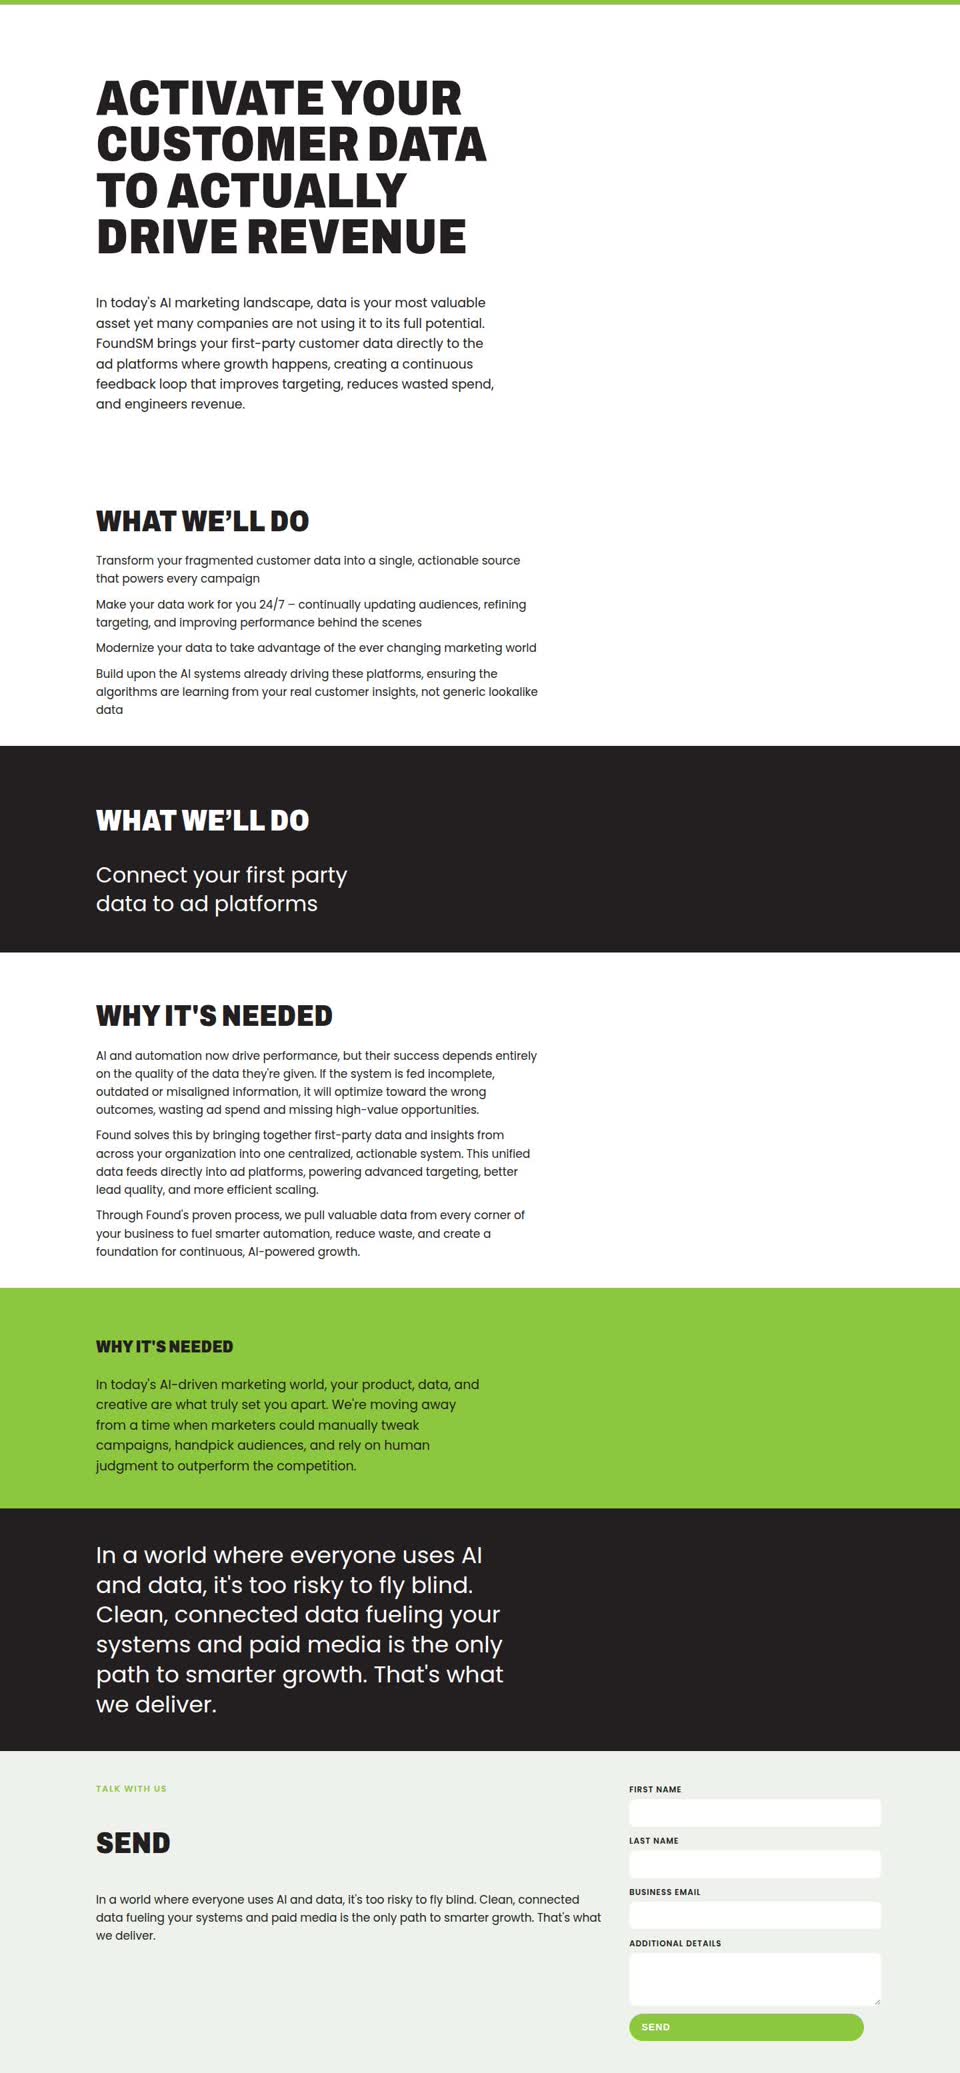 ACTIVATE YOUR
CUSTOMER DATA
TO ACTUALLY
DRIVE REVENUE
In today's AI marketing landscape, data is your most valuable
asset yet many companies are not using it to its full potential.
FoundSM brings your first-party customer data directly to the
ad platforms where growth happens, creating a continuous
feedback loop that improves targeting, reduces wasted spend,
and engineers revenue.
WHAT WE’LL DO
Transform your fragmented customer data into a single, actionable source
that powers every campaign
Make your data work for you 24/7 – continually updating audiences, refining
targeting, and improving performance behind the scenes
Modernize your data to take advantage of the ever changing marketing world
Build upon the AI systems already driving these platforms, ensuring the
algorithms are learning from your real customer insights, not generic lookalike
data
WHAT WE’LL DO
Connect your first party
data to ad platforms
WHY IT'S NEEDED
AI and automation now drive performance, but their success depends entirely
on the quality of the data they're given. If the system is fed incomplete,
outdated or misaligned information, it will optimize toward the wrong
outcomes, wasting ad spend and missing high-value opportunities.
Found solves this by bringing together first-party data and insights from
across your organization into one centralized, actionable system. This unified
data feeds directly into ad platforms, powering advanced targeting, better
lead quality, and more efficient scaling.
Through Found's proven process, we pull valuable data from every corner of
your business to fuel smarter automation, reduce waste, and create a
foundation for continuous, AI-powered growth.
WHY IT'S NEEDED
In today's AI-driven marketing world, your product, data, and
creative are what truly set you apart. We're moving away
from a time when marketers could manually tweak
campaigns, handpick audiences, and rely on human
judgment to outperform the competition.
In a world where everyone uses AI
and data, it's too risky to fly blind.
Clean, connected data fueling your
systems and paid media is the only
path to smarter growth. That's what
we deliver.
TALK WITH US
SEND
In a world where everyone uses AI and data, it's too risky to fly blind. Clean, connected
data fueling your systems and paid media is the only path to smarter growth. That's what
we deliver.
FIRST NAME
LAST NAME
BUSINESS EMAIL
ADDITIONAL DETAILS
SEND